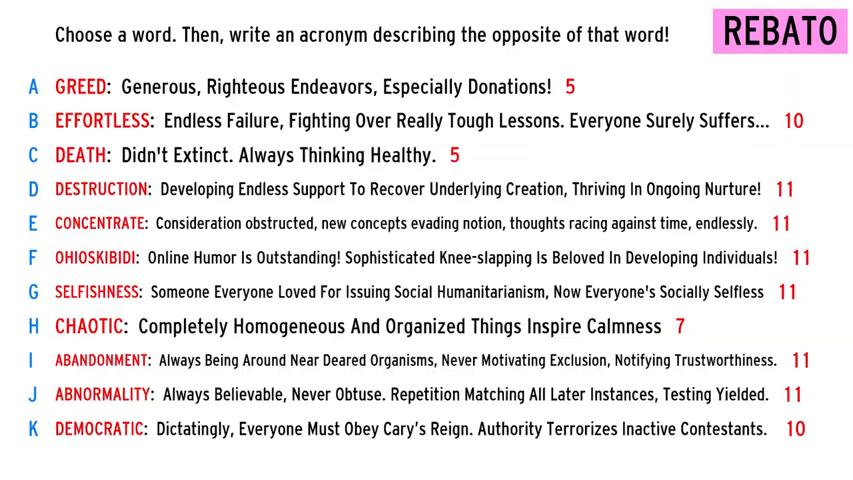 Choose a word. Then, write an acronym describing the opposite of that word!
REBATO
A GREED: Generous, Righteous Endeavors, Especially Donations! 5
B EFFORTLESS: Endless Failure, Fighting Over Really Tough Lessons. Everyone Surely Suffers... 10
C DEATH: Didn't Extinct. Always Thinking Healthy. 5
D DESTRUCTION: Developing Endless Support To Recover Underlying Creation, Thriving In Ongoing Nurture! 11
E CONCENTRATE: Consideration obstructed, new concepts evading notion, thoughts racing against time, endlessly. 11
F OHIOSKIBIDI: Online Humor Is Outstanding! Sophisticated Knee-slapping Is Beloved In Developing Individuals! 11
G SELFISHNESS: Someone Everyone Loved For Issuing Social Humanitarianism, Now Everyone's Socially Selfless 11
H CHAOTIC: Completely Homogeneous And Organized Things Inspire Calmness 7
I ABANDONMENT: Always Being Around Near Deared Organisms, Never Motivating Exclusion, Notifying Trustworthiness. 11
J ABNORMALITY: Always Believable, Never Obtuse. Repetition Matching All Later Instances, Testing Yielded. 11
K DEMOCRATIC: Dictatingly, Everyone Must Obey Cary's Reign. Authority Terrorizes Inactive Contestants. 10